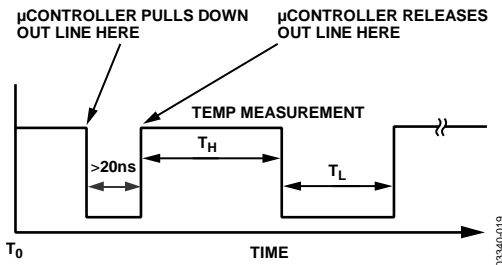 µCONTROLLER PULLS DOWN
OUT LINE HERE
µCONTROLLER RELEASES
OUT LINE HERE
TEMP MEASUREMENT
>20ns
T_H
T_L
T_0
TIME
03340-019